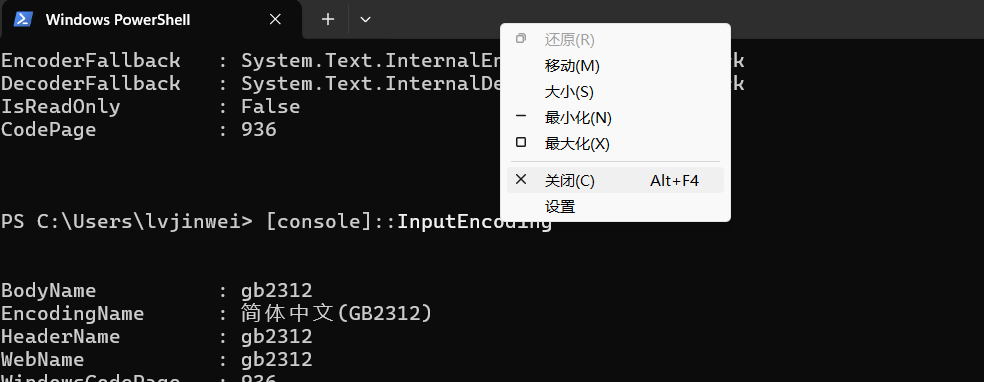 Windows PowerShell
EncoderFallback : System.Text.InternalEn
DecoderFallback : System.Text.InternalDe
IsReadOnly : False
CodePage : 936
还原(R)
移动(M)
大小(S)
最小化(N)
最大化(X)
关闭(C) Alt+F4
设置
PS C:\Users\lvjinwei> [console]::InputEncoding
BodyName : gb2312
EncodingName : 简体中文(GB2312)
HeaderName : gb2312
WebName : gb2312
WindowsCodePage : 936